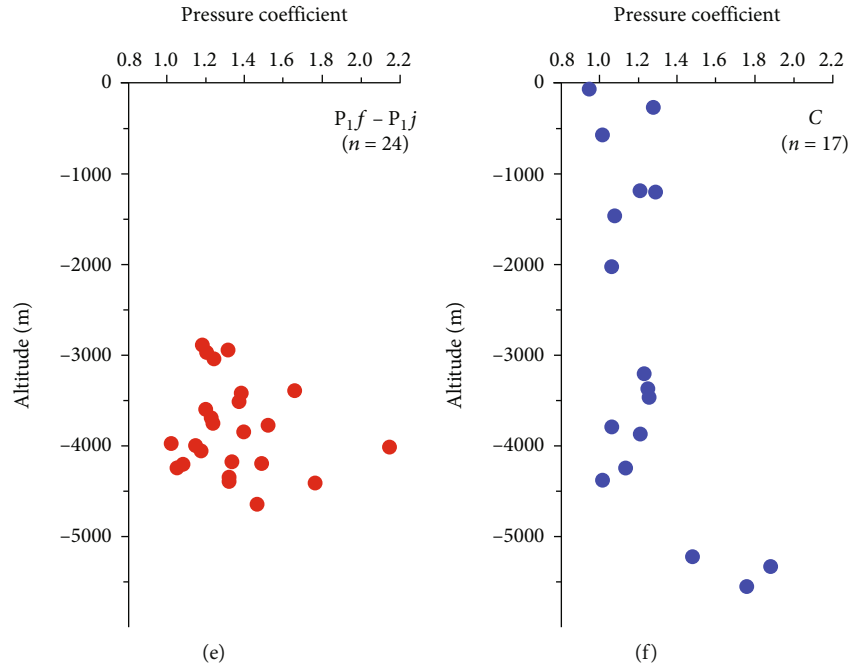 Pressure coefficient
0.8 1.0 1.2 1.4 1.6 1.8 2.0 2.2
0
–1000
–2000
–3000
–4000
–5000
Altitude (m)
P₁f – P₁j
(n = 24)
(e)
Pressure coefficient
0.8 1.0 1.2 1.4 1.6 1.8 2.0 2.2
0
–1000
–2000
–3000
–4000
–5000
Altitude (m)
C
(n = 17)
(f)